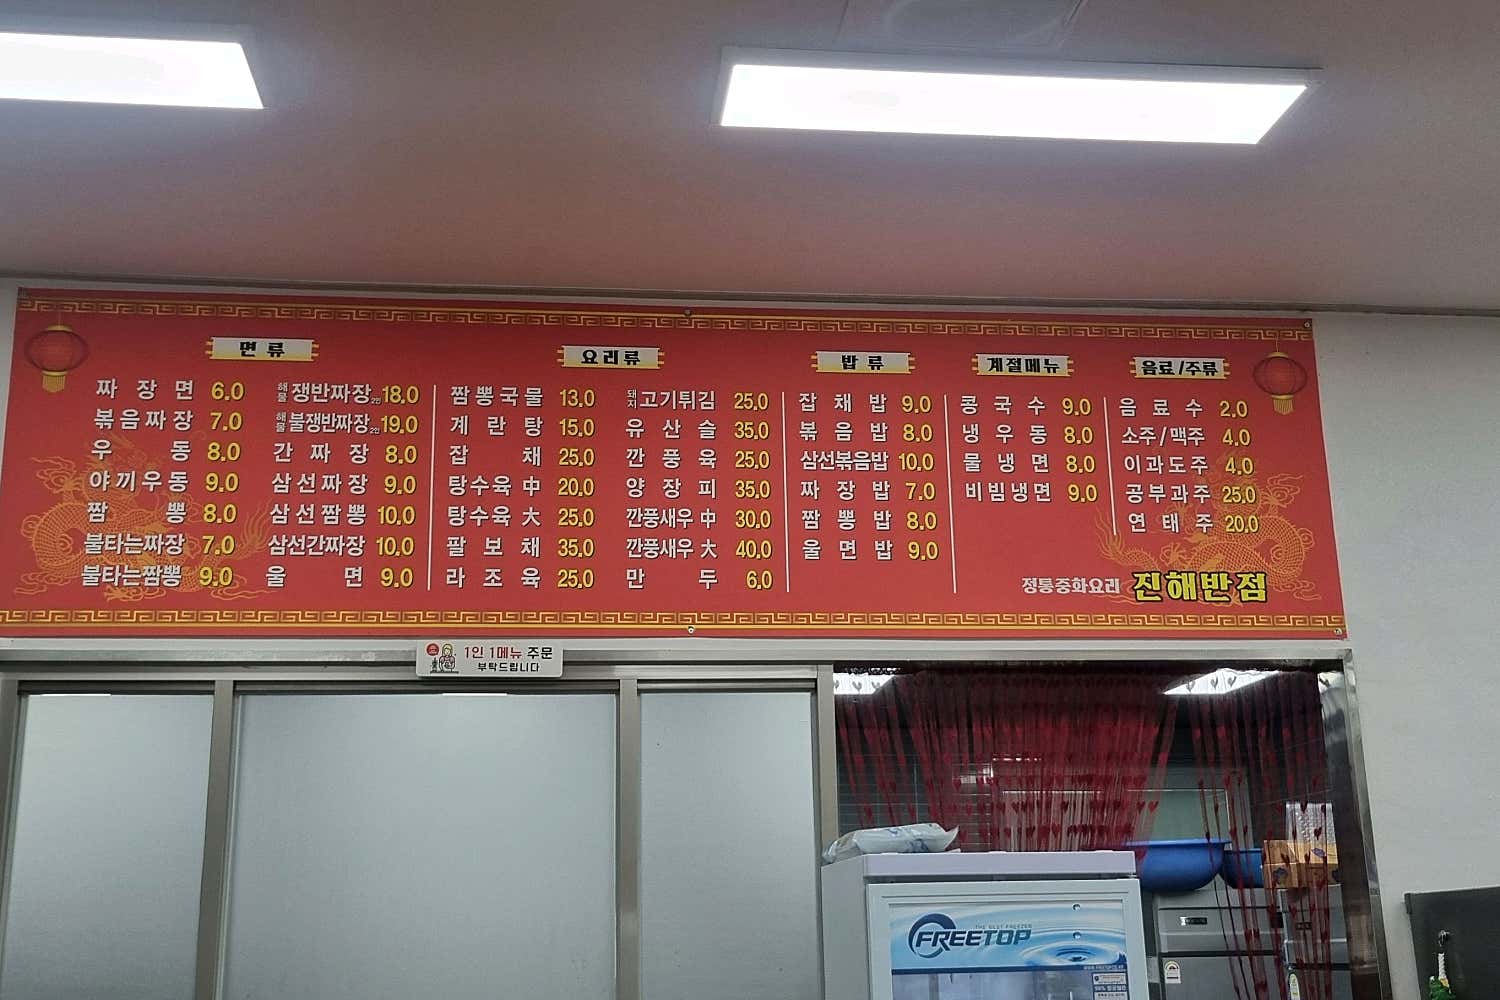 면류
짜장면 6.0
볶음짜장 7.0
우동 8.0
야끼우동 9.0
짬뽕 8.0
불타는짜장 7.0
불타는짬뽕 9.0
해물 쟁반짜장 2인 18.0
해물 불쟁반짜장 2인 19.0
간짜장 8.0
삼선짜장 9.0
삼선짬뽕 10.0
삼선간짜장 10.0
울면 9.0
요리류
짬뽕국물 13.0
계란탕 15.0
잡채 25.0
탕수육 中 20.0
탕수육 大 25.0
팔보채 35.0
라조육 25.0
돼지 고기튀김 25.0
유산슬 35.0
깐풍육 25.0
양장피 35.0
깐풍새우 中 30.0
깐풍새우 大 40.0
만두 6.0
밥류
잡채밥 9.0
볶음밥 8.0
삼선볶음밥 10.0
짜장밥 7.0
짬뽕밥 8.0
울면밥 9.0
계절메뉴
콩국수 9.0
냉우동 8.0
물냉면 8.0
비빔냉면 9.0
음료/주류
음료수 2.0
소주/맥주 4.0
이과도주 4.0
공부과주 25.0
연태주 20.0
정통중화요리 진해반점
1인 1메뉴 주문
부탁드립니다
THE BEST FREEZER
FREETOP